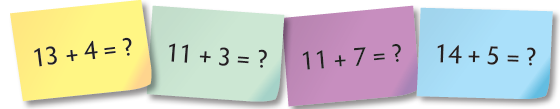 13 + 4 = ?
11 + 3 = ?
11 + 7 = ?
14 + 5 = ?